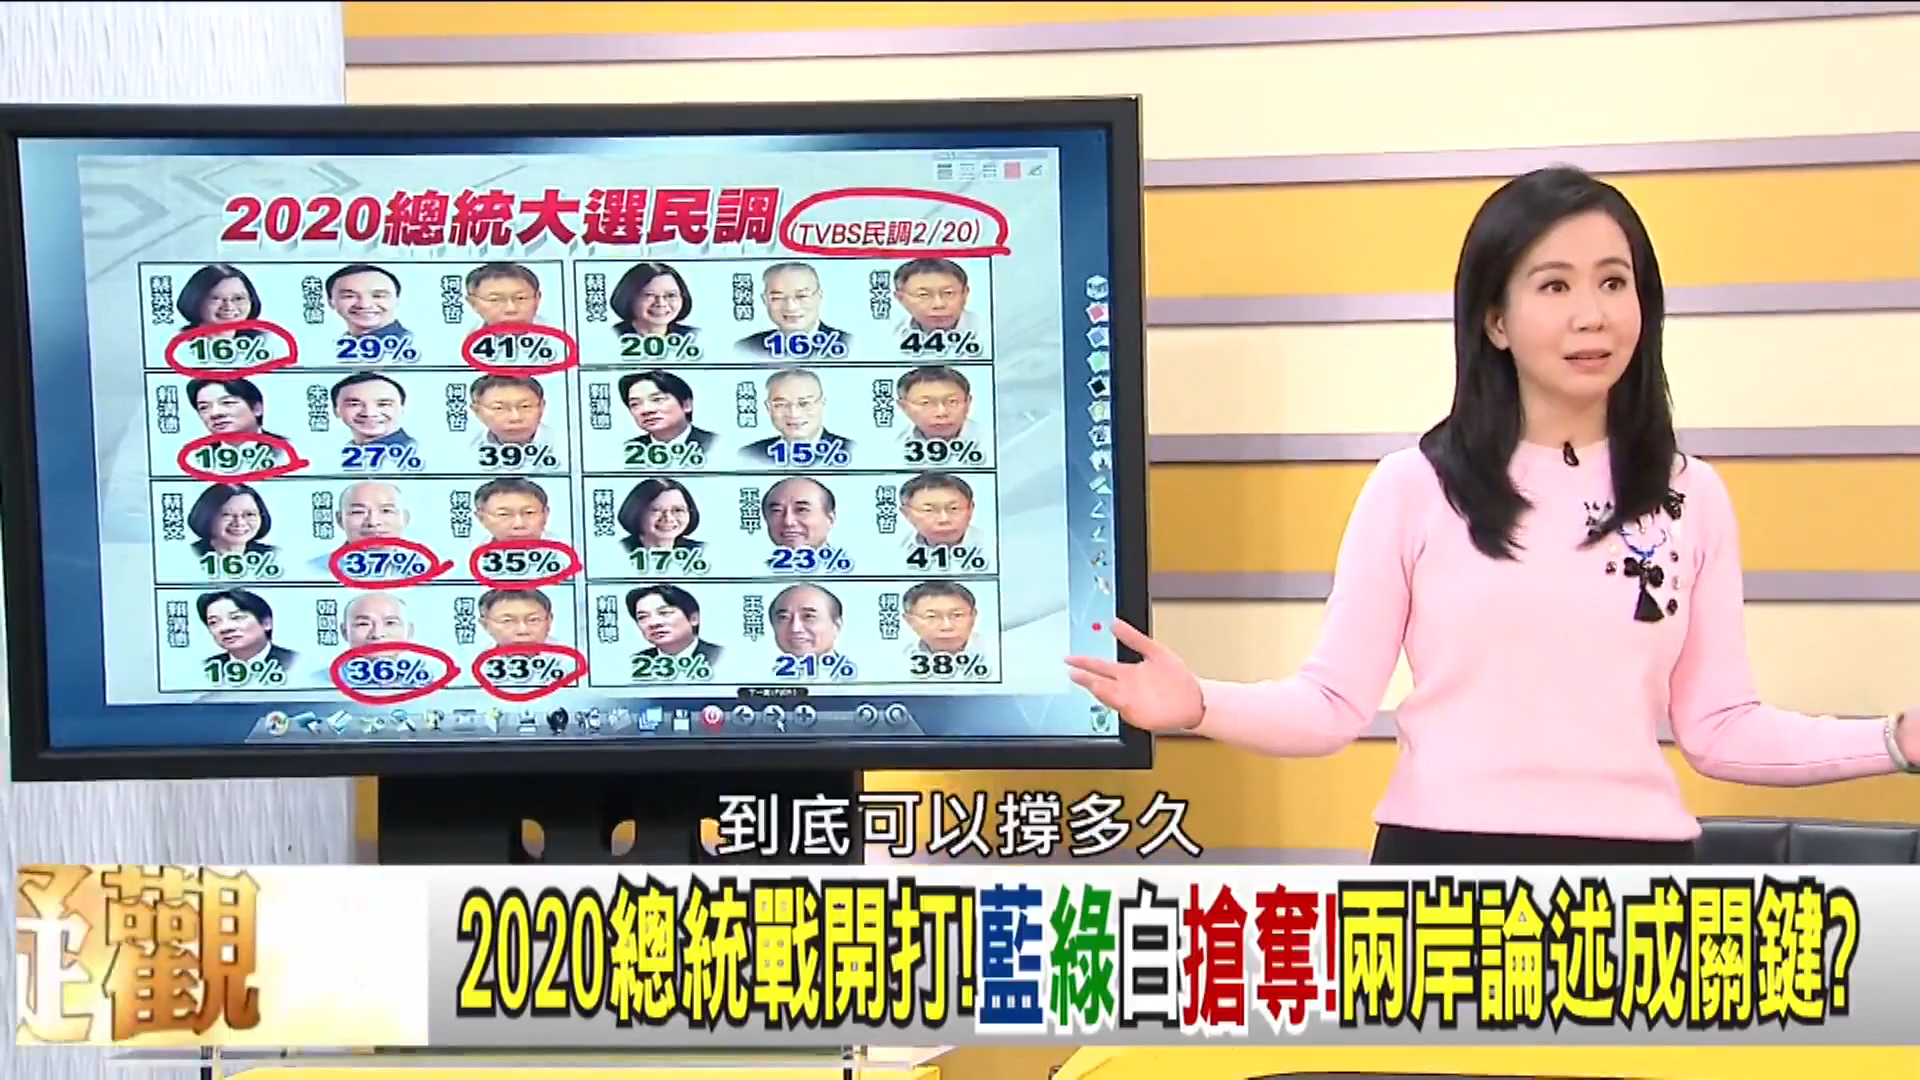 2020總統大選民調
(TVBS民調2/20)
蔡英文 朱立倫 柯文哲 蔡英文 吳敦義 柯文哲
16% 29% 41% 20% 16% 44%
賴清德 朱立倫 柯文哲 賴清德 吳敦義 柯文哲
19% 27% 39% 26% 15% 39%
蔡英文 韓國瑜 柯文哲 蔡英文 王金平 柯文哲
16% 37% 35% 17% 23% 41%
賴清德 韓國瑜 柯文哲 賴清德 王金平 柯文哲
19% 36% 33% 23% 21% 38%
到底可以撐多久
觀
2020總統戰開打!藍綠白搶奪!兩岸論述成關鍵?